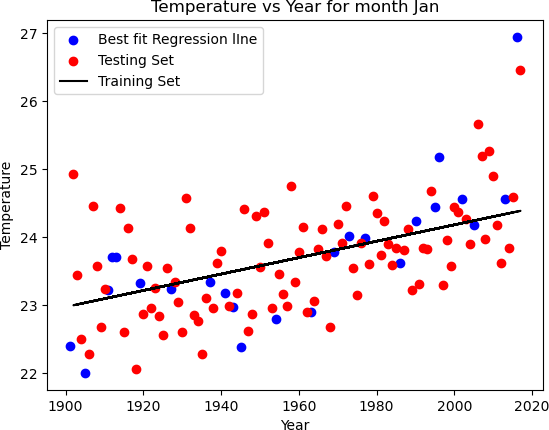 Temperature vs Year for month Jan
Best fit Regression lIne
Testing Set
Training Set
27
26
25
24
23
22
Temperature
1900 1920 1940 1960 1980 2000 2020
Year